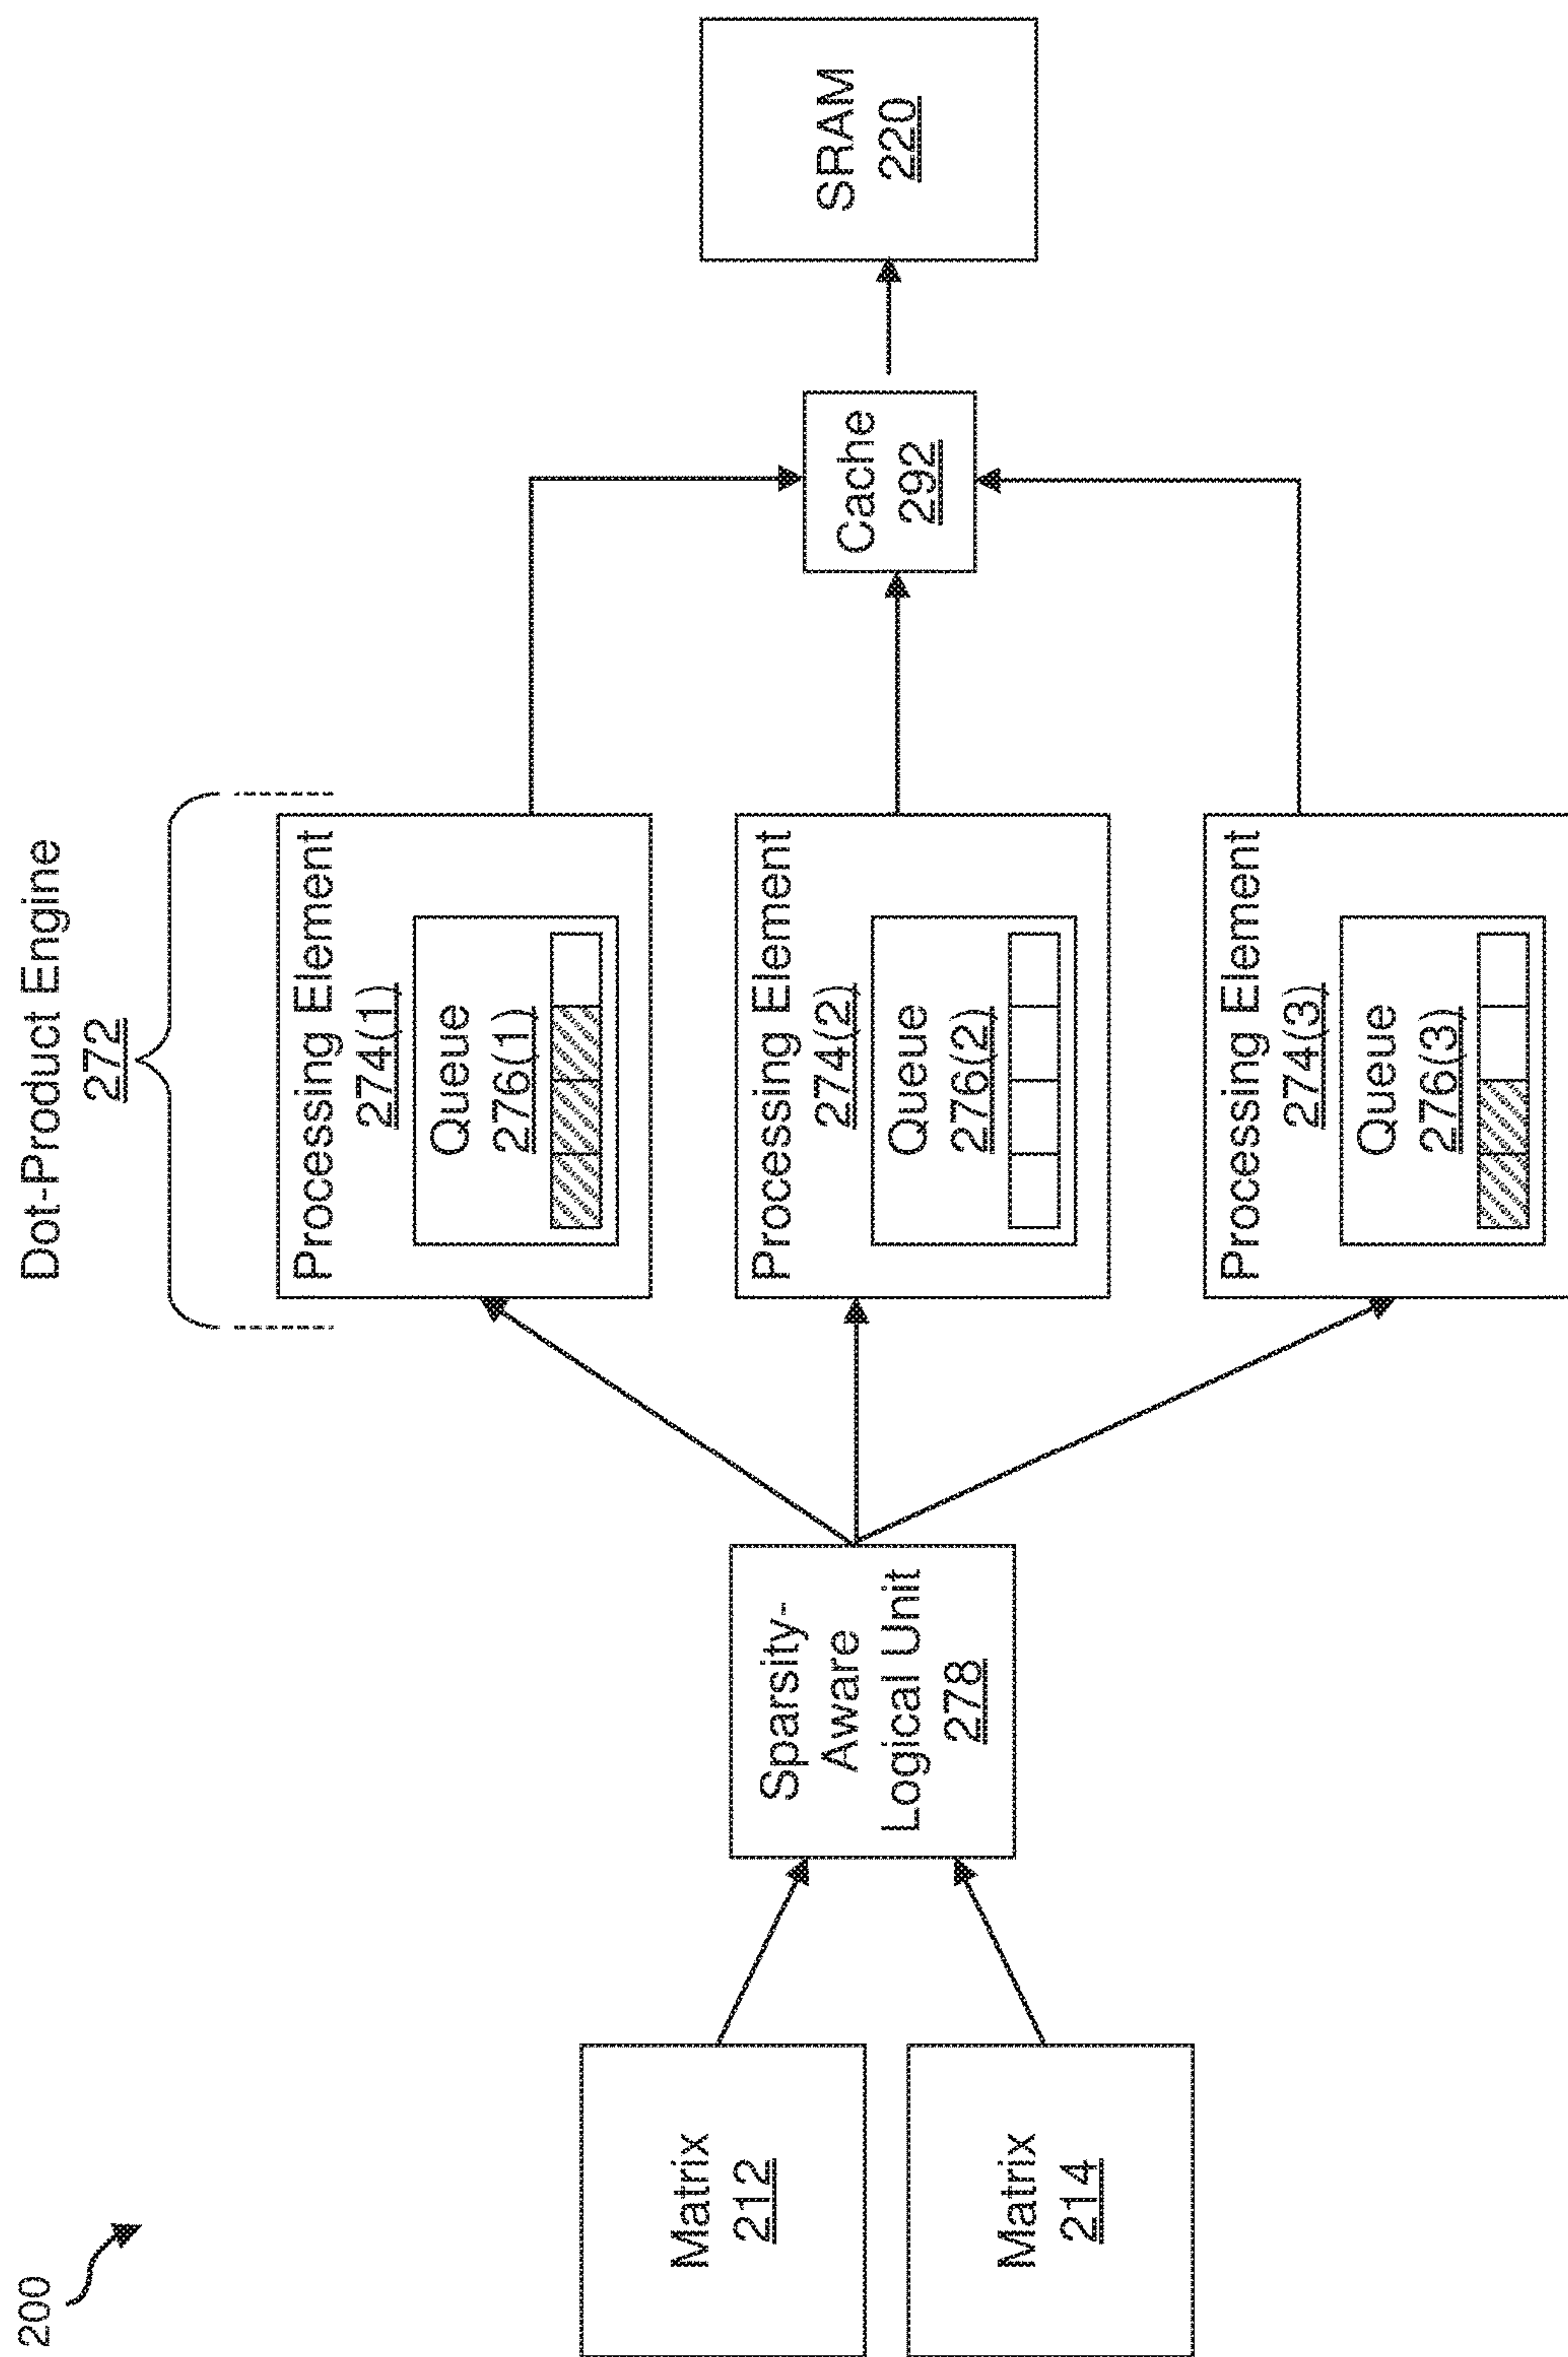 200
Dot-Product Engine
272
Matrix
212
Matrix
214
Sparsity-
Aware
Logical Unit
278
Processing Element
274(1)
Queue
276(1)
Processing Element
274(2)
Queue
276(2)
Processing Element
274(3)
Queue
276(3)
Cache
292
SRAM
220